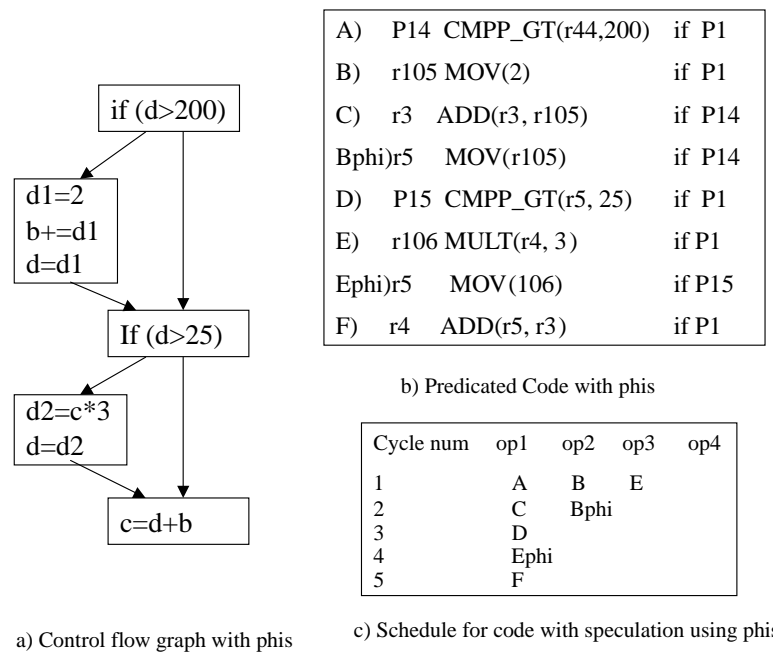 if (d>200)
d1=2
b+=d1
d=d1
If (d>25)
d2=c*3
d=d2
c=d+b
a) Control flow graph with phis
A) P14 CMPP_GT(r44,200) if P1
B) r105 MOV(2) if P1
C) r3 ADD(r3, r105) if P14
Bphi)r5 MOV(r105) if P14
D) P15 CMPP_GT(r5, 25) if P1
E) r106 MULT(r4, 3) if P1
Ephi)r5 MOV(106) if P15
F) r4 ADD(r5, r3) if P1
b) Predicated Code with phis
Cycle num op1 op2 op3 op4
1 A B E
2 C Bphi
3 D
4 Ephi
5 F
c) Schedule for code with speculation using phis